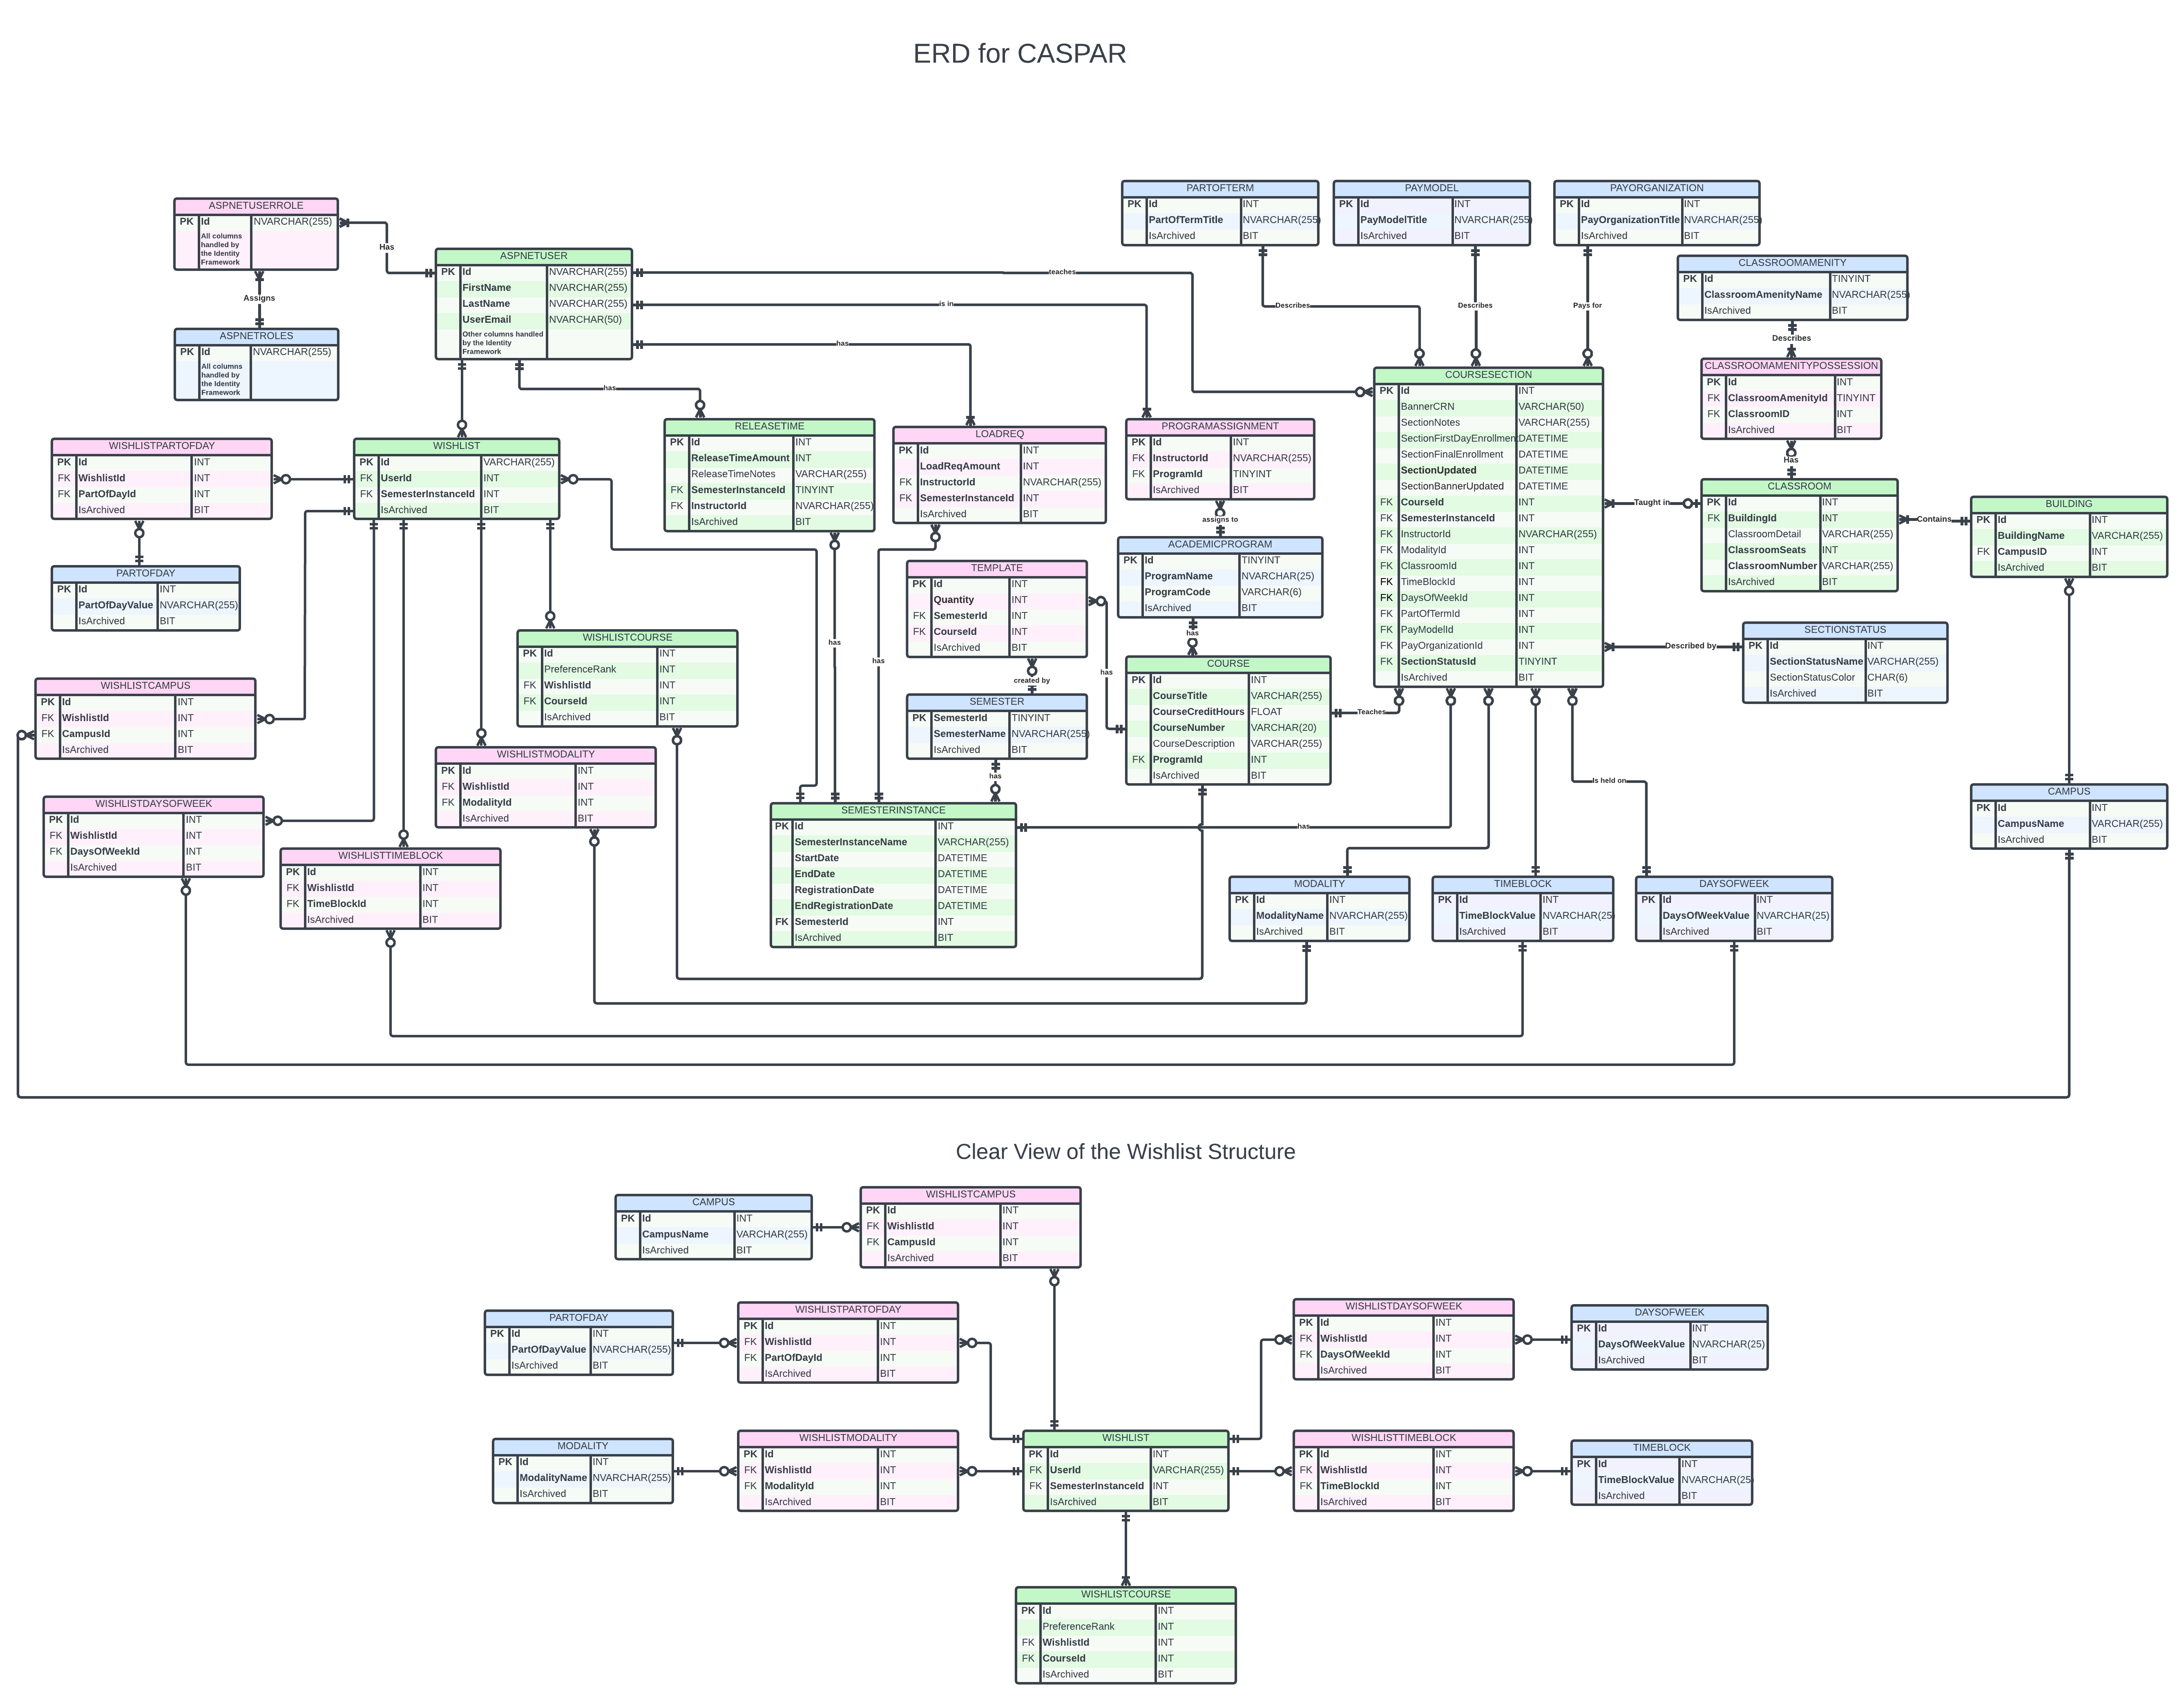 ERD for CASPAR
PARTOFTERM
PK Id INT
PartOfTermTitle NVARCHAR(255)
IsArchived BIT
PAYMODEL
PK Id INT
PayModelTitle NVARCHAR(255)
IsArchived BIT
PAYORGANIZATION
PK Id INT
PayOrganizationTitle NVARCHAR(255)
IsArchived BIT
ASPNETUSERROLE
PK Id NVARCHAR(255)
All columns
handled by
the Identity
Framework
Has
Assigns
ASPNETROLES
PK Id NVARCHAR(255)
All columns
handled by
the Identity
Framework
ASPNETUSER
PK Id NVARCHAR(255)
FirstName NVARCHAR(255)
LastName NVARCHAR(255)
UserEmail NVARCHAR(50)
Other columns handled
by the Identity
Framework
teaches
is in
has
has
Describes
Describes
Pays for
CLASSROOMAMENITY
PK Id TINYINT
ClassroomAmenityName NVARCHAR(255)
IsArchived BIT
Describes
CLASSROOMAMENITYPOSSESSION
PK Id INT
FK ClassroomAmenityId TINYINT
FK ClassroomID INT
IsArchived BIT
Has
COURSESECTION
PK Id INT
BannerCRN VARCHAR(50)
SectionNotes VARCHAR(255)
SectionFirstDayEnrollment DATETIME
SectionFinalEnrollment DATETIME
SectionUpdated DATETIME
SectionBannerUpdated DATETIME
FK CourseId INT
FK SemesterInstanceId INT
FK InstructorId NVARCHAR(255)
FK ModalityId INT
FK ClassroomId INT
FK TimeBlockId INT
FK DaysOfWeekId INT
FK PartOfTermId INT
FK PayModelId INT
FK PayOrganizationId INT
FK SectionStatusId TINYINT
IsArchived BIT
WISHLISTPARTOFDAY
PK Id INT
FK WishlistId INT
FK PartOfDayId INT
IsArchived BIT
WISHLIST
PK Id VARCHAR(255)
FK UserId INT
FK SemesterInstanceId INT
IsArchived BIT
RELEASETIME
PK Id INT
ReleaseTimeAmount INT
ReleaseTimeNotes VARCHAR(255)
FK SemesterInstanceId TINYINT
FK InstructorId NVARCHAR(255)
IsArchived BIT
LOADREQ
PK Id INT
LoadReqAmount INT
FK InstructorId NVARCHAR(255)
FK SemesterInstanceId INT
IsArchived BIT
PROGRAMASSIGNMENT
PK Id INT
FK InstructorId NVARCHAR(255)
FK ProgramId TINYINT
IsArchived BIT
assigns to
Taught in
CLASSROOM
PK Id INT
FK BuildingId INT
ClassroomDetail VARCHAR(255)
ClassroomSeats INT
ClassroomNumber VARCHAR(255)
IsArchived BIT
Contains
BUILDING
PK Id INT
BuildingName VARCHAR(255)
FK CampusID INT
IsArchived BIT
PARTOFDAY
PK Id INT
PartOfDayValue NVARCHAR(255)
IsArchived BIT
TEMPLATE
PK Id INT
Quantity INT
FK SemesterId INT
FK CourseId INT
IsArchived BIT
ACADEMICPROGRAM
PK Id TINYINT
ProgramName NVARCHAR(25)
ProgramCode VARCHAR(6)
IsArchived BIT
has
WISHLISTCOURSE
PK Id INT
PreferenceRank INT
FK WishlistId INT
FK CourseId INT
IsArchived BIT
has
has
created by
has
SEMESTER
PK SemesterId TINYINT
SemesterName NVARCHAR(255)
IsArchived BIT
has
COURSE
PK Id INT
CourseTitle VARCHAR(255)
CourseCreditHours FLOAT
CourseNumber VARCHAR(20)
CourseDescription VARCHAR(255)
FK ProgramId INT
IsArchived BIT
Teaches
Described by
SECTIONSTATUS
PK Id INT
SectionStatusName VARCHAR(255)
SectionStatusColor CHAR(6)
IsArchived BIT
WISHLISTCAMPUS
PK Id INT
FK WishlistId INT
FK CampusId INT
IsArchived BIT
WISHLISTMODALITY
PK Id INT
FK WishlistId INT
FK ModalityId INT
IsArchived BIT
WISHLISTDAYSOFWEEK
PK Id INT
FK WishlistId INT
FK DaysOfWeekId INT
IsArchived BIT
WISHLISTTIMEBLOCK
PK Id INT
FK WishlistId INT
FK TimeBlockId INT
IsArchived BIT
SEMESTERINSTANCE
PK Id INT
SemesterInstanceName VARCHAR(255)
StartDate DATETIME
EndDate DATETIME
RegistrationDate DATETIME
EndRegistrationDate DATETIME
FK SemesterId INT
IsArchived BIT
has
Is held on
CAMPUS
PK Id INT
CampusName VARCHAR(255)
IsArchived BIT
MODALITY
PK Id INT
ModalityName NVARCHAR(255)
IsArchived BIT
TIMEBLOCK
PK Id INT
TimeBlockValue NVARCHAR(25)
IsArchived BIT
DAYSOFWEEK
PK Id INT
DaysOfWeekValue NVARCHAR(25)
IsArchived BIT
Clear View of the Wishlist Structure
CAMPUS
PK Id INT
CampusName VARCHAR(255)
IsArchived BIT
WISHLISTCAMPUS
PK Id INT
FK WishlistId INT
FK CampusId INT
IsArchived BIT
PARTOFDAY
PK Id INT
PartOfDayValue NVARCHAR(255)
IsArchived BIT
WISHLISTPARTOFDAY
PK Id INT
FK WishlistId INT
FK PartOfDayId INT
IsArchived BIT
WISHLISTDAYSOFWEEK
PK Id INT
FK WishlistId INT
FK DaysOfWeekId INT
IsArchived BIT
DAYSOFWEEK
PK Id INT
DaysOfWeekValue NVARCHAR(25)
IsArchived BIT
MODALITY
PK Id INT
ModalityName NVARCHAR(255)
IsArchived BIT
WISHLISTMODALITY
PK Id INT
FK WishlistId INT
FK ModalityId INT
IsArchived BIT
WISHLIST
PK Id INT
FK UserId VARCHAR(255)
FK SemesterInstanceId INT
IsArchived BIT
WISHLISTTIMEBLOCK
PK Id INT
FK WishlistId INT
FK TimeBlockId INT
IsArchived BIT
TIMEBLOCK
PK Id INT
TimeBlockValue NVARCHAR(25)
IsArchived BIT
WISHLISTCOURSE
PK Id INT
PreferenceRank INT
FK WishlistId INT
FK CourseId INT
IsArchived BIT